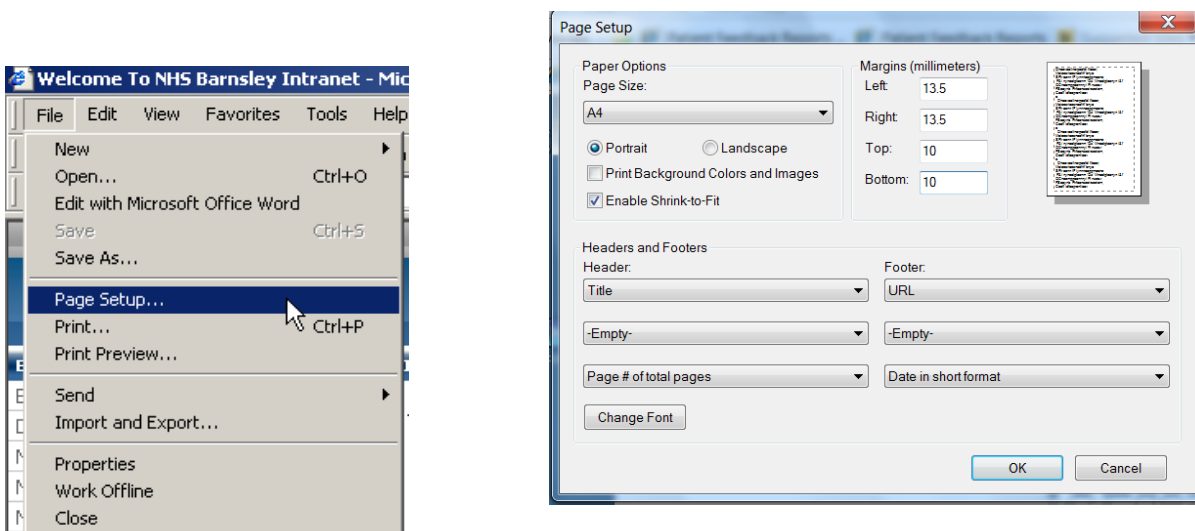 Welcome To NHS Barnsley Intranet - Mic
File Edit View Favorites Tools Help
New
Open... Ctrl+O
Edit with Microsoft Office Word
Save Ctrl+S
Save As...
Page Setup...
Print... Ctrl+P
Print Preview...
Send
Import and Export...
Properties
Work Offline
Close
Page Setup
Paper Options
Page Size:
A4
Portrait Landscape
Print Background Colors and Images
Enable Shrink-to-Fit
Margins (millimeters)
Left: 13.5
Right: 13.5
Top: 10
Bottom: 10
Headers and Footers
Header: Footer:
Title URL
-Empty- -Empty-
Page # of total pages Date in short format
Change Font
OK Cancel